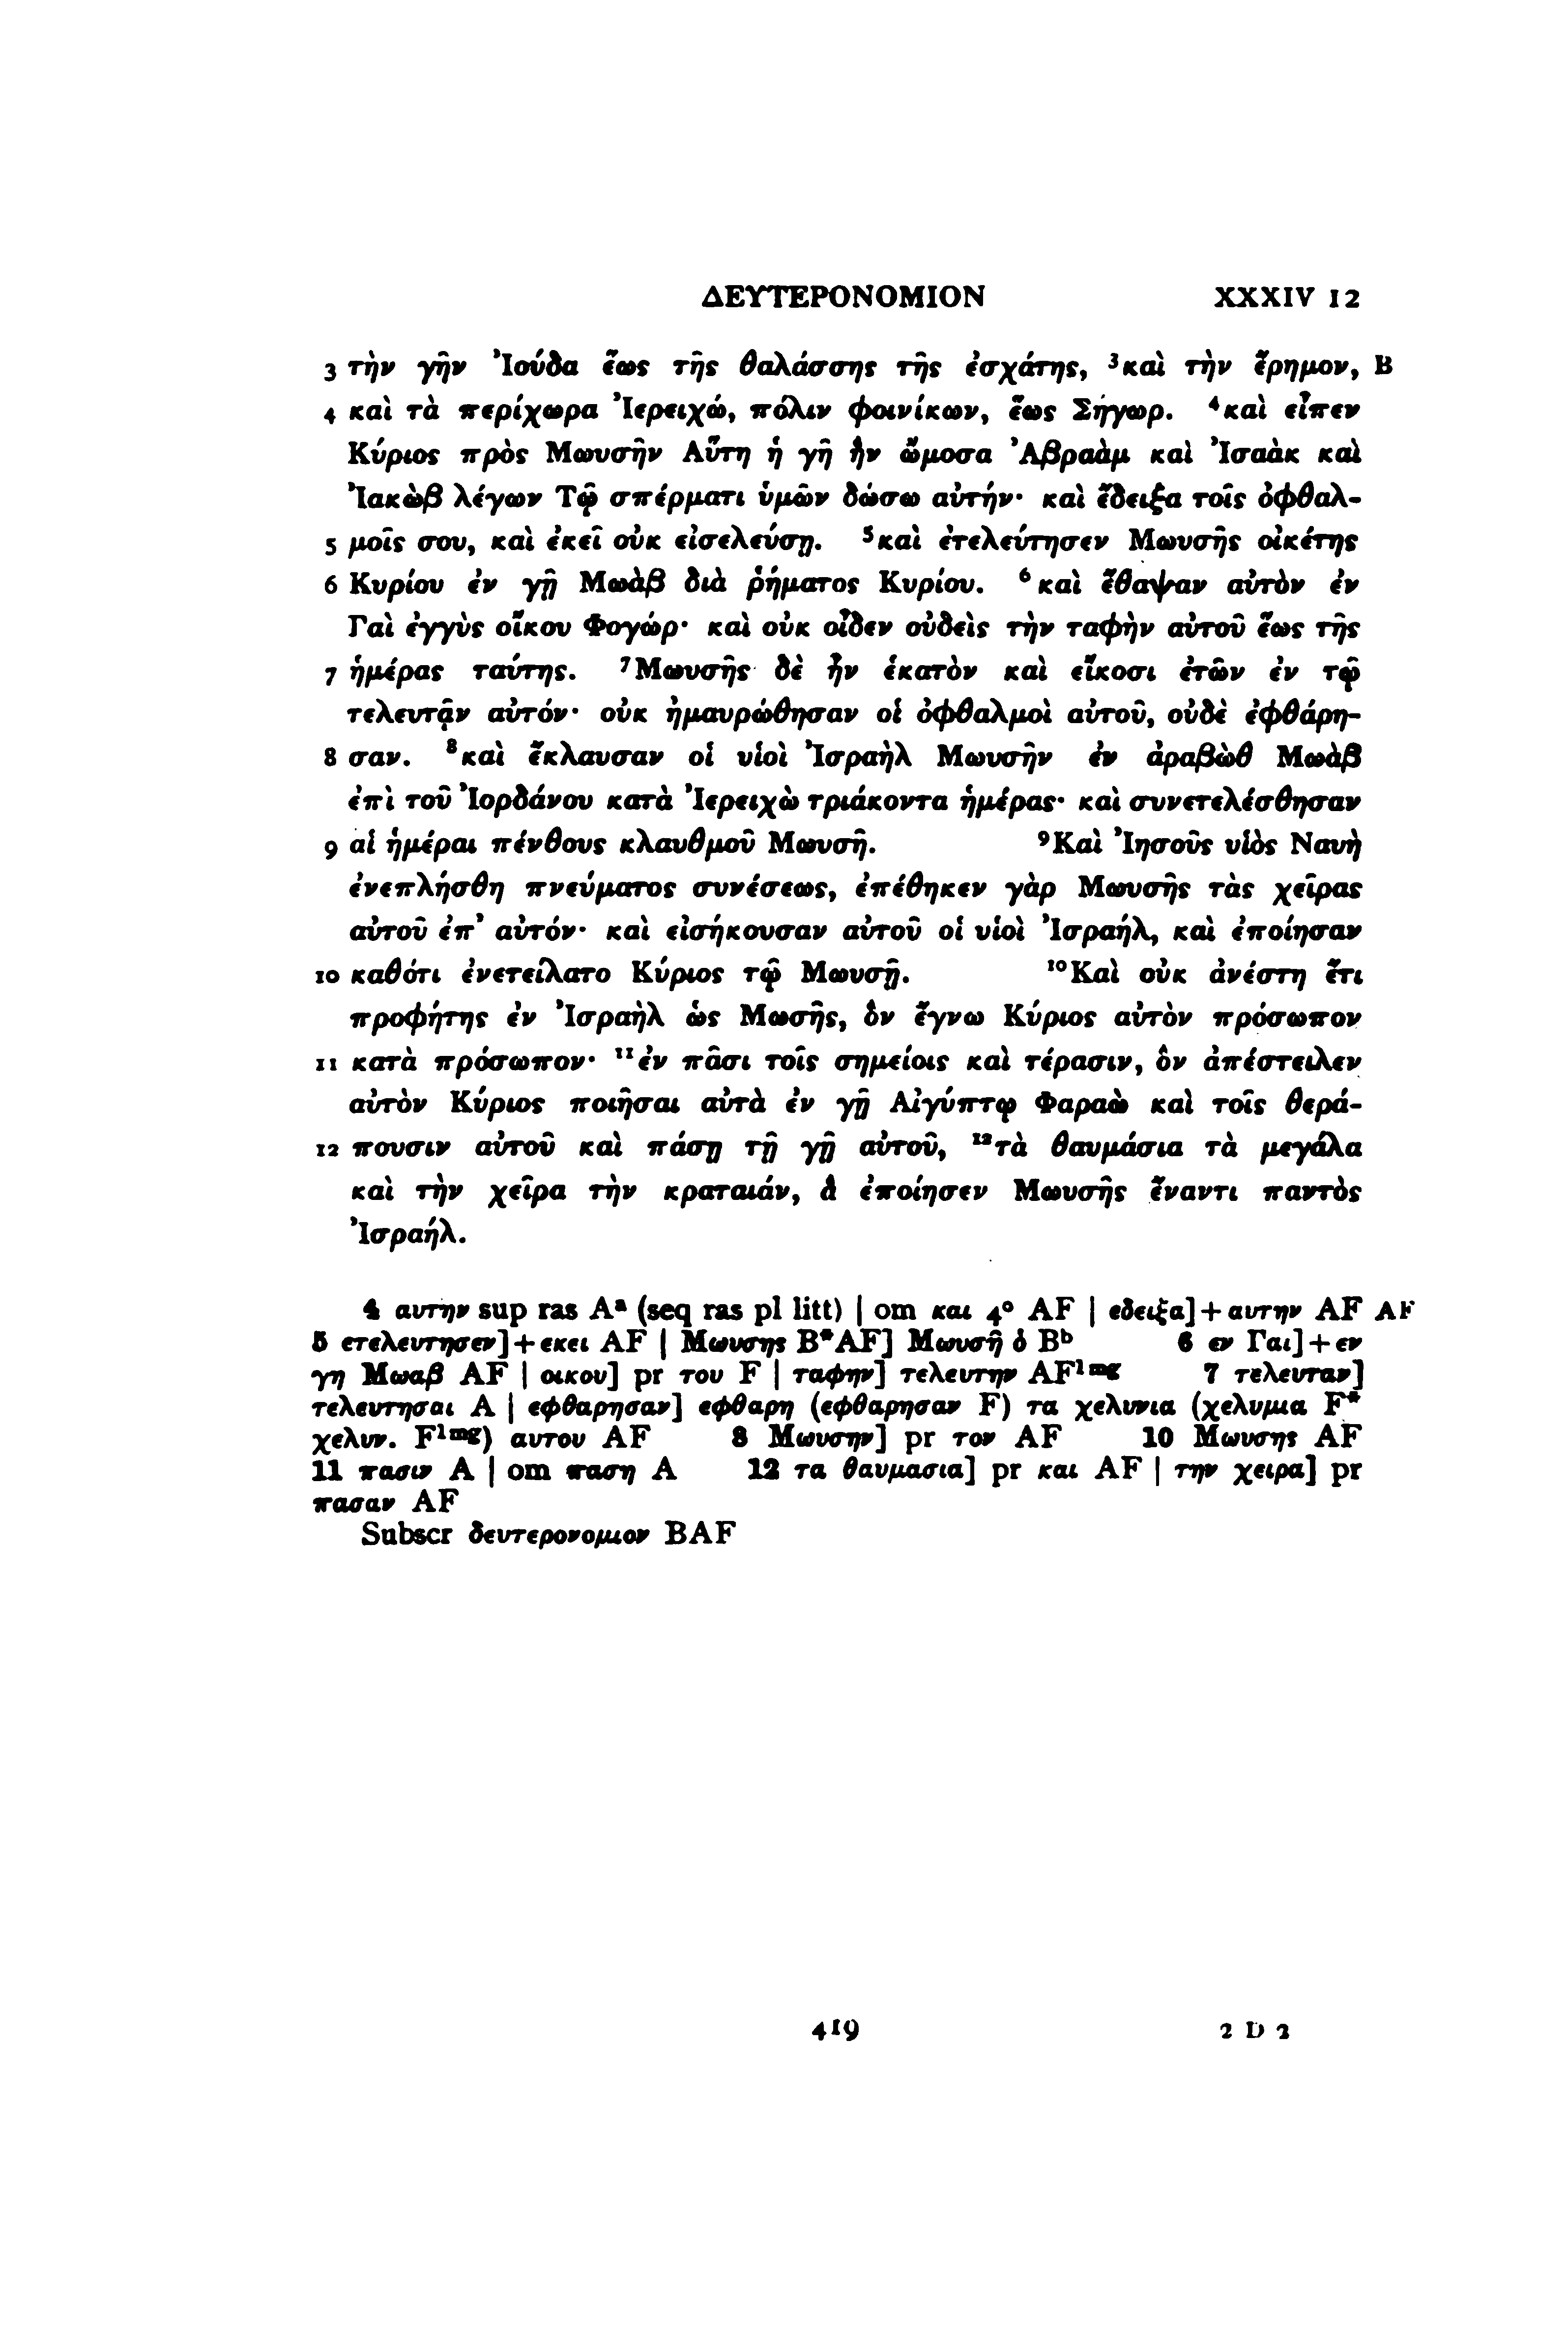 ΔΕΥΤΕΡΟΝΟΜΙΟΝ XXXIV 12
3 τὴν γῆν Ἰούδα ἕως τῆς θαλάσσης τῆς ἐσχάτης, ³καὶ τὴν ἔρημον, B
4 καὶ τὰ περίχωρα Ἰερειχώ, πόλιν φοινίκων, ἕως Σήγωρ. ⁴καὶ εἶπεν
Κύριος πρὸς Μωυσῆν Αὕτη ἡ γῆ ἣν ὤμοσα Ἀβραὰμ καὶ Ἰσαὰκ καὶ
Ἰακὼβ λέγων Τῷ σπέρματι ὑμῶν δώσω αὐτήν· καὶ ἔδειξα τοῖς ὀφθαλ-
5 μοῖς σου, καὶ ἐκεῖ οὐκ εἰσελεύσῃ. ⁵καὶ ἐτελεύτησεν Μωυσῆς οἰκέτης
6 Κυρίου ἐν γῇ Μωὰβ διὰ ῥήματος Κυρίου. ⁶καὶ ἔθαψαν αὐτὸν ἐν
Γαὶ ἐγγὺς οἴκου Φογώρ· καὶ οὐκ οἶδεν οὐδεὶς τὴν ταφὴν αὐτοῦ ἕως τῆς
7 ἡμέρας ταύτης. ⁷Μωυσῆς δὲ ἦν ἑκατὸν καὶ εἴκοσι ἐτῶν ἐν τῷ
τελευτᾷν αὐτόν· οὐκ ἠμαυρώθησαν οἱ ὀφθαλμοὶ αὐτοῦ, οὐδὲ ἐφθάρη-
8 σαν. ⁸καὶ ἔκλαυσαν οἱ υἱοὶ Ἰσραὴλ Μωυσῆν ἐν ἀραβὼθ Μωὰβ
ἐπὶ τοῦ Ἰορδάνου κατὰ Ἰερειχὼ τριάκοντα ἡμέρας· καὶ συνετελέσθησαν
9 αἱ ἡμέραι πένθους κλαυθμοῦ Μωυσῆ. ⁹Καὶ Ἰησοῦς υἱὸς Ναυὴ
ἐνεπλήσθη πνεύματος συνέσεως, ἐπέθηκεν γὰρ Μωυσῆς τὰς χεῖρας
αὐτοῦ ἐπ’ αὐτόν· καὶ εἰσήκουσαν αὐτοῦ οἱ υἱοὶ Ἰσραήλ, καὶ ἐποίησαν
10 καθότι ἐνετείλατο Κύριος τῷ Μωυσῇ. ¹⁰Καὶ οὐκ ἀνέστη ἔτι
προφήτης ἐν Ἰσραὴλ ὡς Μωσῆς, ὃν ἔγνω Κύριος αὐτὸν πρόσωπον
11 κατὰ πρόσωπον· ¹¹ἐν πᾶσι τοῖς σημείοις καὶ τέρασιν, ὃν ἀπέστειλεν
αὐτὸν Κύριος ποιῆσαι αὐτὰ ἐν γῇ Αἰγύπτῳ Φαραὼ καὶ τοῖς θερά-
12 πουσιν αὐτοῦ καὶ πάσῃ τῇ γῇ αὐτοῦ, ¹²τὰ θαυμάσια τὰ μεγάλα
καὶ τὴν χεῖρα τὴν κραταιάν, ἃ ἐποίησεν Μωυσῆς ἔναντι παντὸς
Ἰσραήλ.
4 αυτην sup ras Aᵃ (seq ras pl litt) | om και 4° AF | εδειξα]+αυτην AF AF
5 ετελευτησεν]+εκει AF | Μωυσης B*AF] Μωυσῆ ὁ Bᵇ 6 εν Γαι]+εν
γη Μωαβ AF | οικου] pr του F | ταφην] τελευτην AF¹ᵐᵍ 7 τελευταν]
τελευτησαι A | εφθαρησαν] εφθαρη (εφθαρησαν F) τα χελυνια (χελυμια F*
χελυν. F¹ᵐᵍ) αυτου AF 8 Μωυσην] pr τον AF 10 Μωυσης AF
11 πασιν A | om παση A 12 τα θαυμασια] pr και AF | την χειρα] pr
πασαν AF
Subscr δευτερονομιον BAF
419 2 D 2